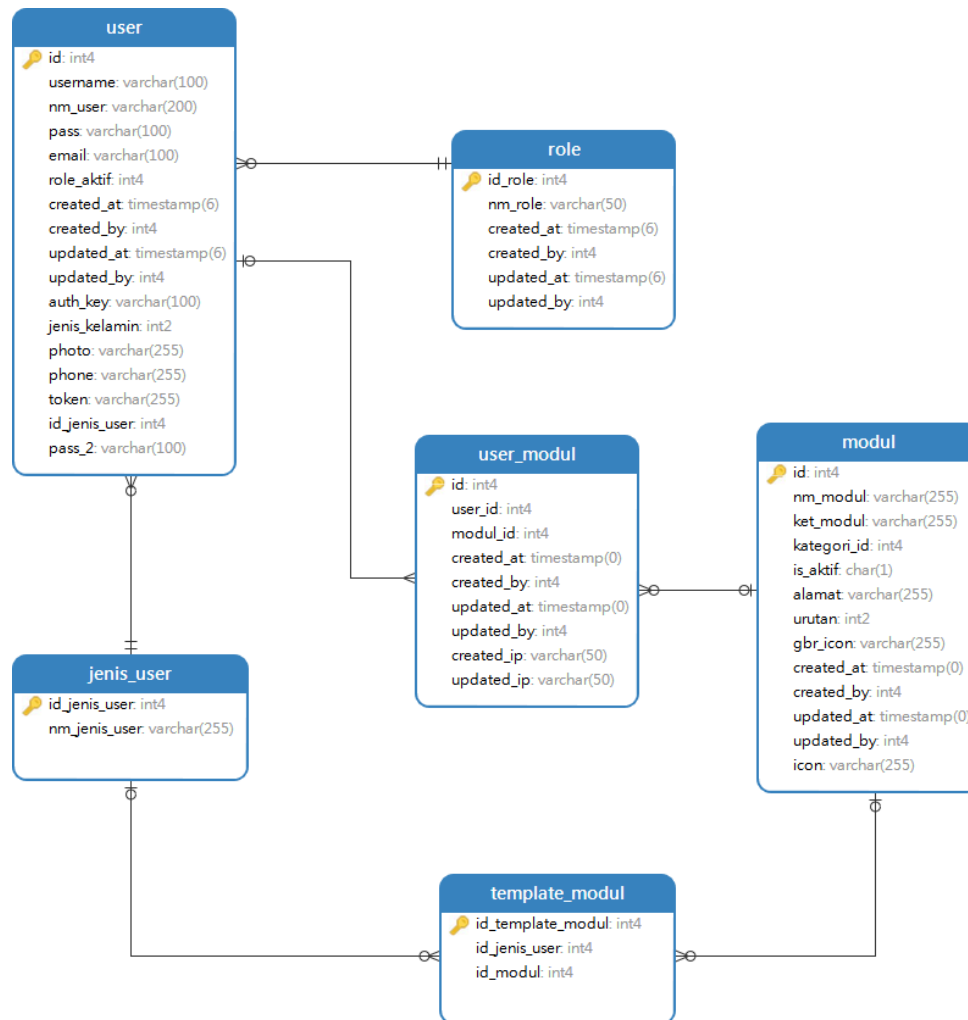 user
id: int4
username: varchar(100)
nm_user: varchar(200)
pass: varchar(100)
email: varchar(100)
role_aktif: int4
created_at: timestamp(6)
created_by: int4
updated_at: timestamp(6)
updated_by: int4
auth_key: varchar(100)
jenis_kelamin: int2
photo: varchar(255)
phone: varchar(255)
token: varchar(255)
id_jenis_user: int4
pass_2: varchar(100)
role
id_role: int4
nm_role: varchar(50)
created_at: timestamp(6)
created_by: int4
updated_at: timestamp(6)
updated_by: int4
user_modul
id: int4
user_id: int4
modul_id: int4
created_at: timestamp(0)
created_by: int4
updated_at: timestamp(0)
updated_by: int4
created_ip: varchar(50)
updated_ip: varchar(50)
modul
id: int4
nm_modul: varchar(255)
ket_modul: varchar(255)
kategori_id: int4
is_aktif: char(1)
alamat: varchar(255)
urutan: int2
gbr_icon: varchar(255)
created_at: timestamp(0)
created_by: int4
updated_at: timestamp(0)
updated_by: int4
icon: varchar(255)
jenis_user
id_jenis_user: int4
nm_jenis_user: varchar(255)
template_modul
id_template_modul: int4
id_jenis_user: int4
id_modul: int4